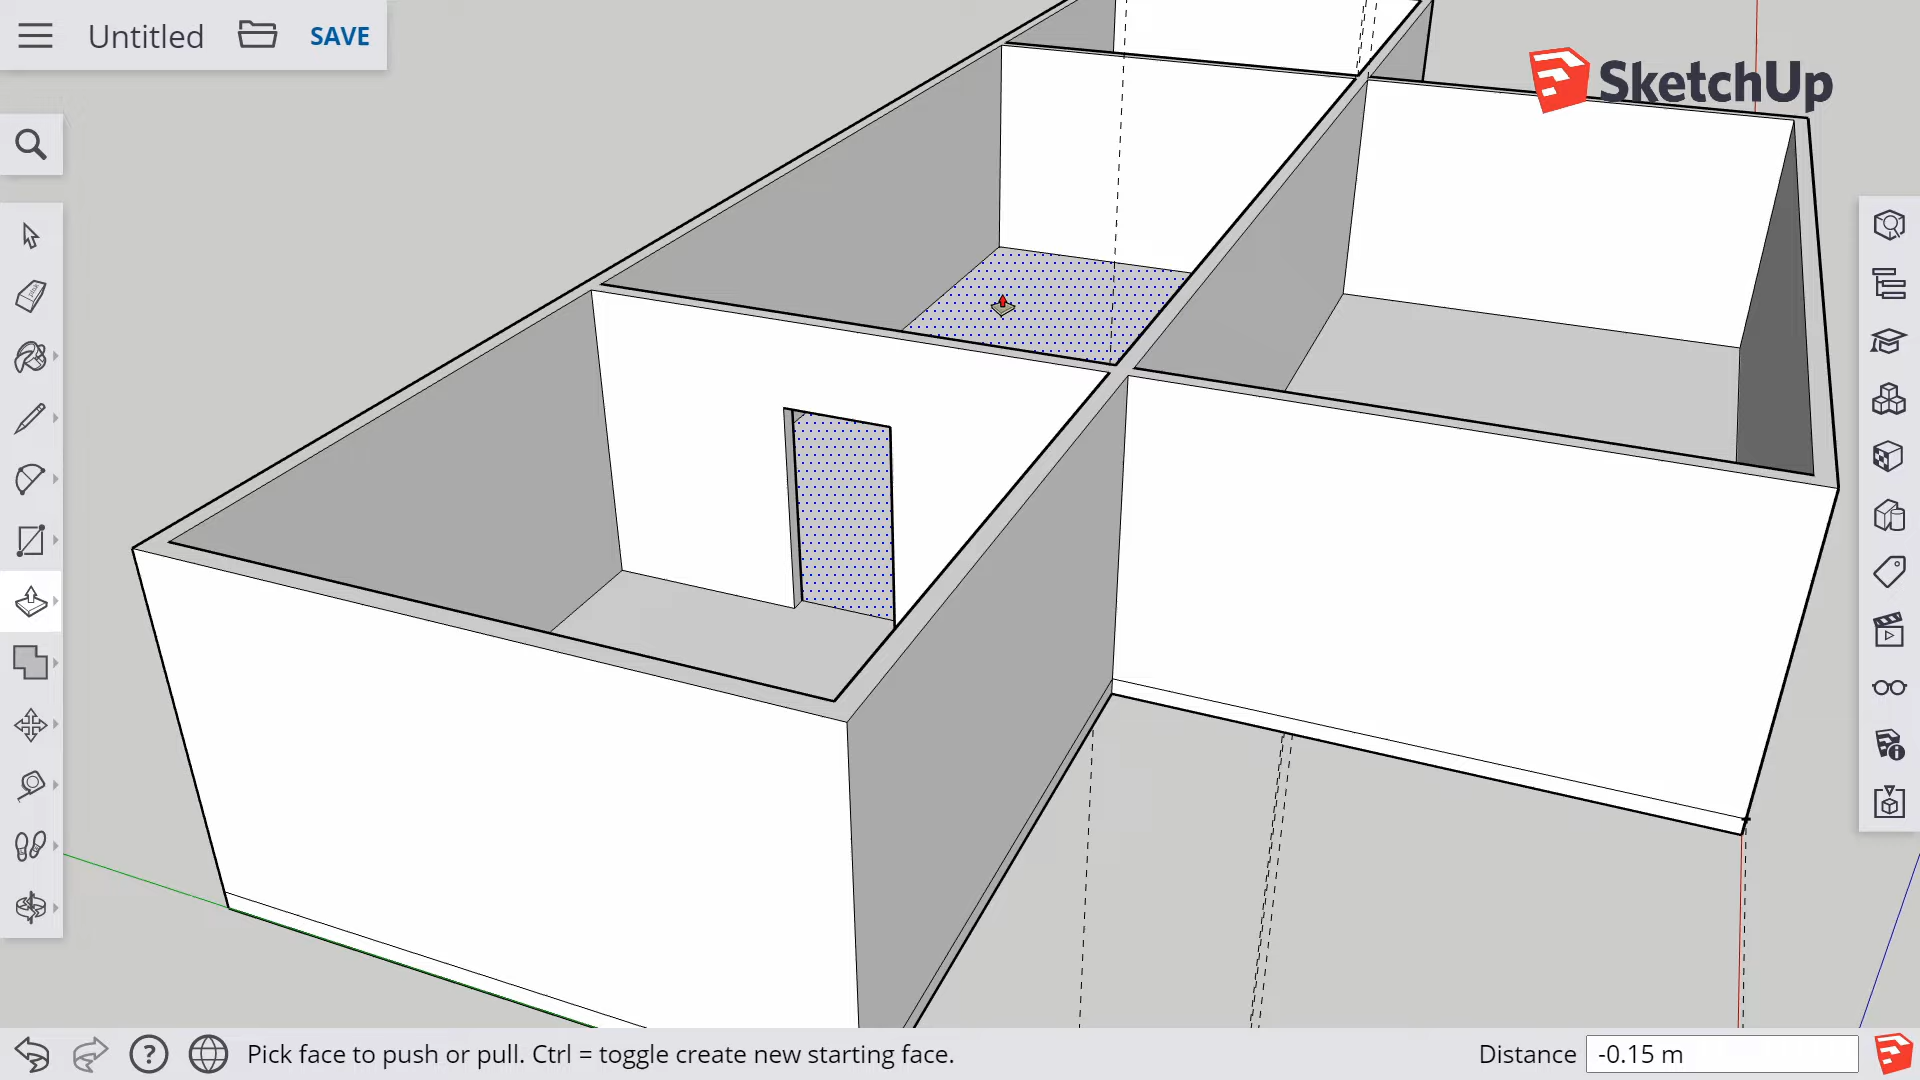 Untitled
SAVE
SketchUp
Pick face to push or pull. Ctrl = toggle create new starting face.
Distance
-0.15 m